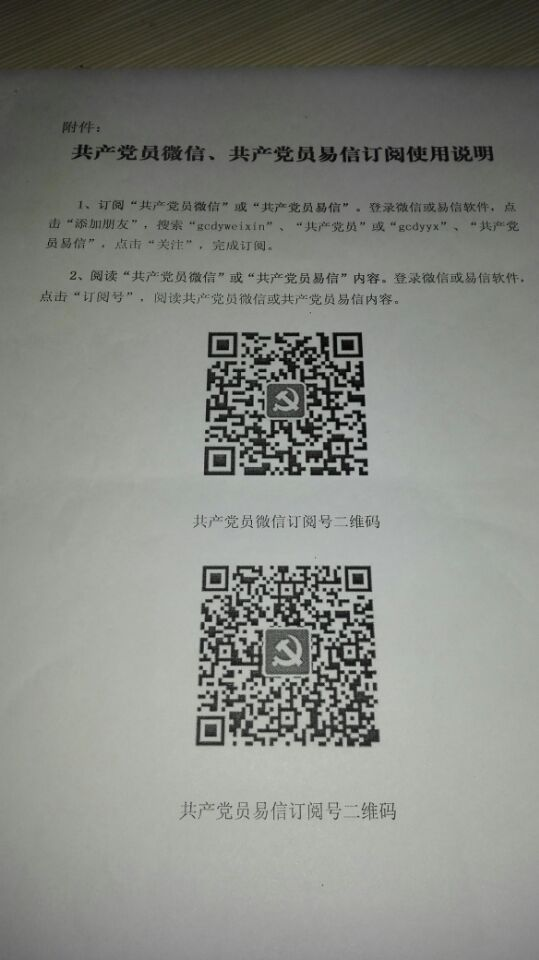 附件：
共产党员微信、共产党员易信订阅使用说明
1、订阅“共产党员微信”或“共产党员易信”。登录微信或易信软件，点
击“添加朋友”，搜索“gcdyweixin”、“共产党员”或“gcdyyx”、“共产党
员易信”，点击“关注”，完成订阅。
2、阅读“共产党员微信”或“共产党员易信”内容。登录微信或易信软件，
点击“订阅号”，阅读共产党员微信或共产党员易信内容。
共产党员微信订阅号二维码
共产党员易信订阅号二维码